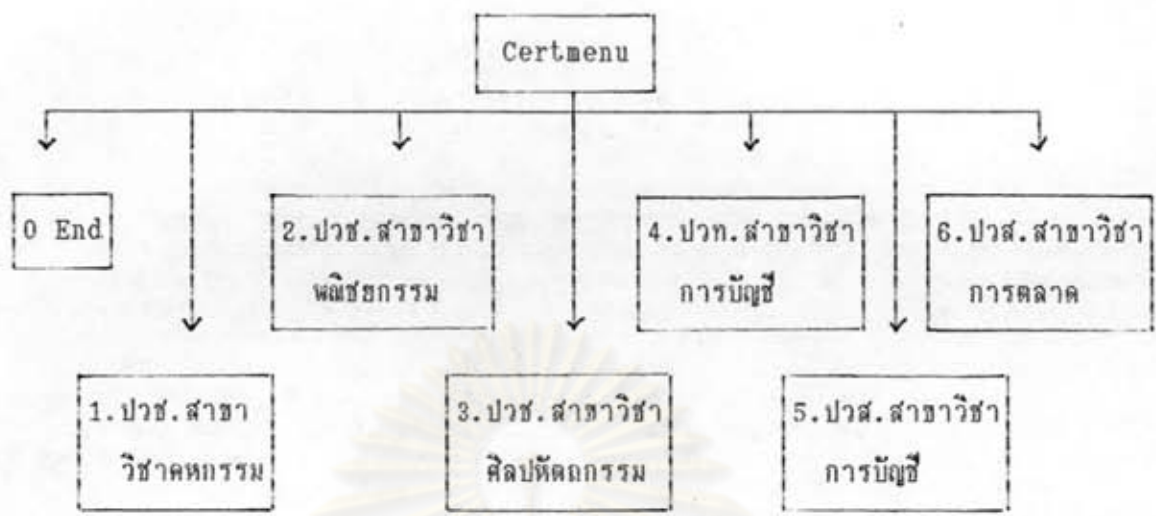 Certmenu
0 End
2.ปวช.สาขาวิชา
พณิชยกรรม
4.ปวท.สาขาวิชา
การบัญชี
6.ปวส.สาขาวิชา
การตลาด
1.ปวช.สาขา
วิชาคหกรรม
3.ปวช.สาขาวิชา
ศิลปหัตถกรรม
5.ปวส.สาขาวิชา
การบัญชี